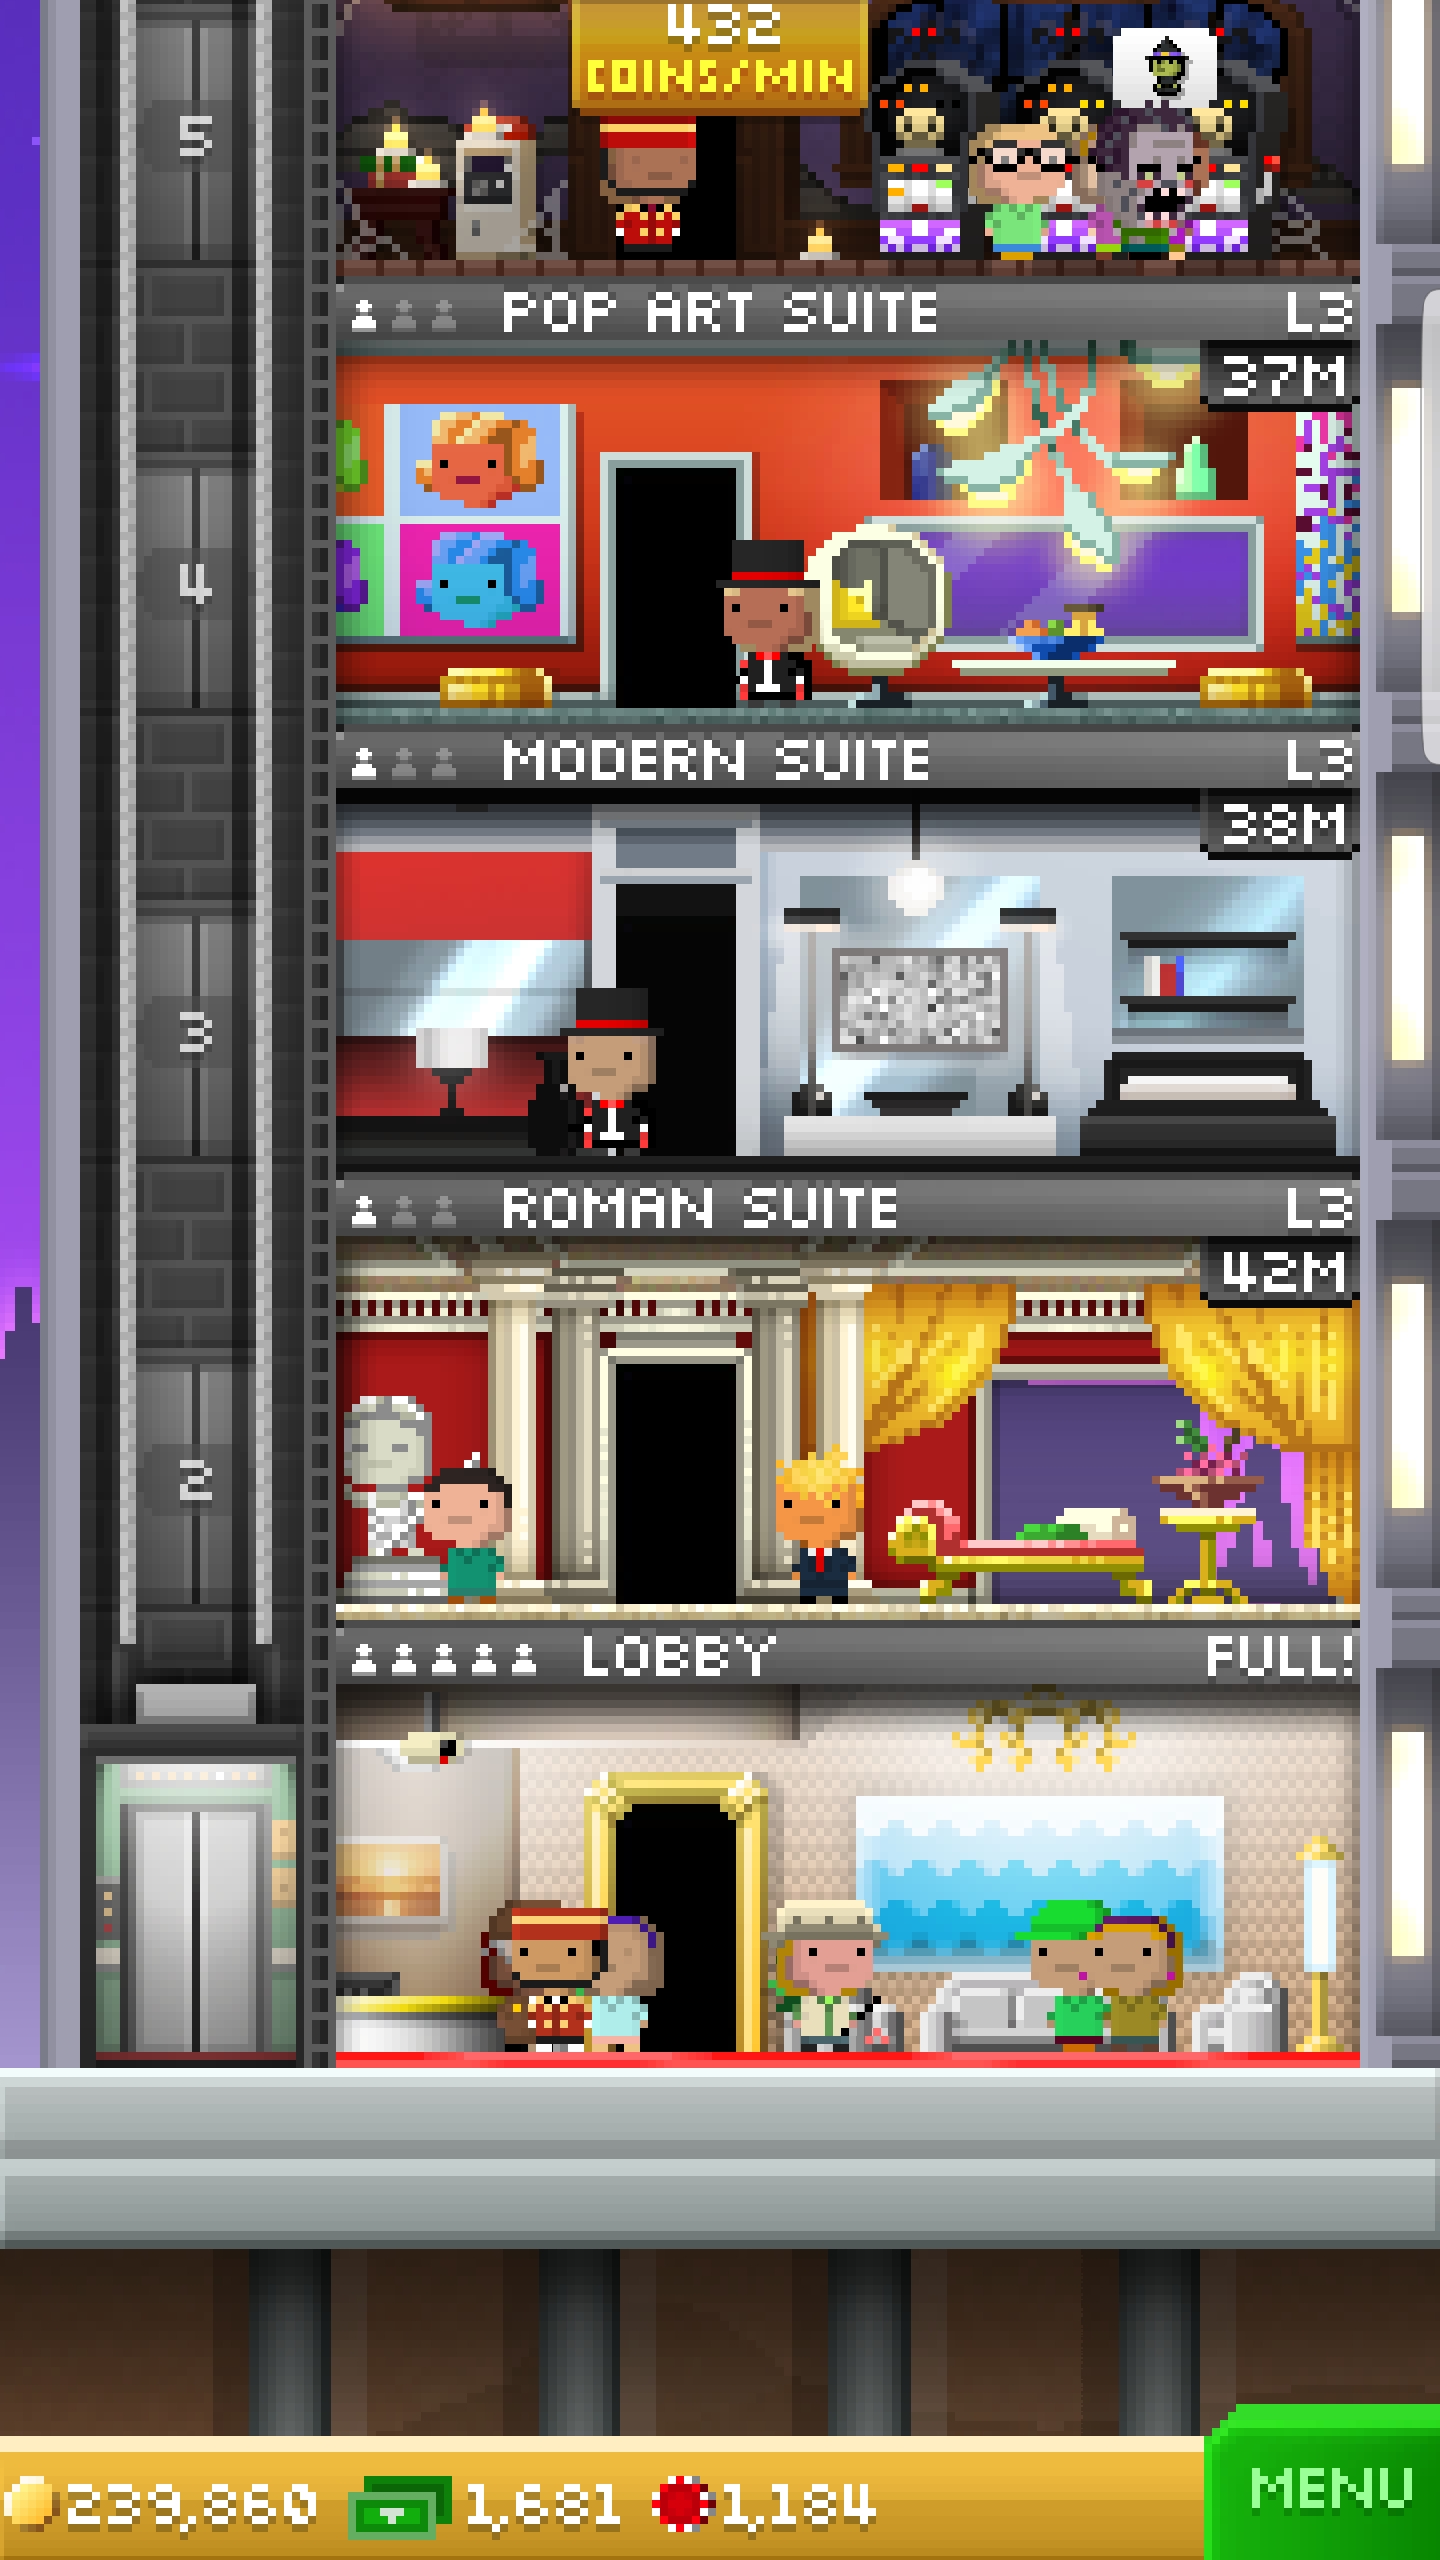 432
COINS/MIN
5
POP ART SUITE L3
37M
4
MODERN SUITE L3
38M
3
ROMAN SUITE L3
42M
2
LOBBY FULL!
239,860 1,681 1,184
MENU